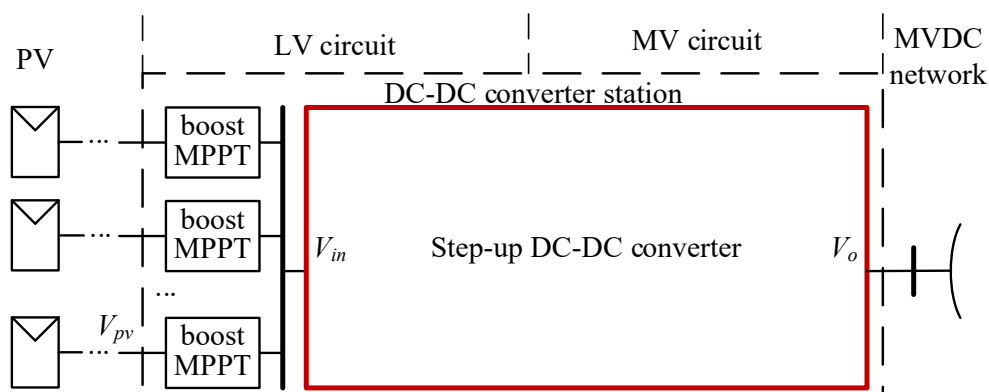 LV circuit
MV circuit
MVDC
network
PV
DC-DC converter station
...
boost
MPPT
...
boost
MPPT
V_in
Step-up DC-DC converter
V_o
...
V_pv
...
boost
MPPT